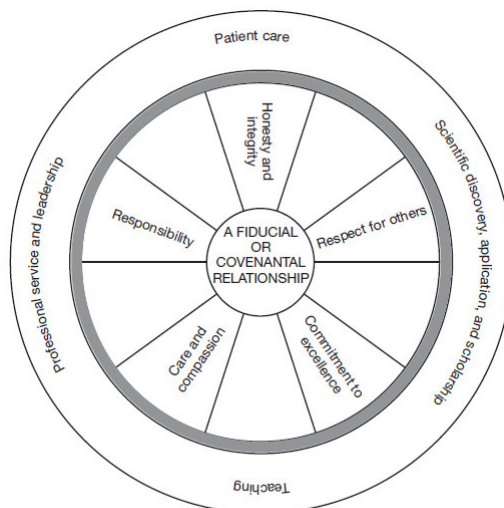 Patient care
Scientific discovery, application, and scholarship
Teaching
Professional service and leadership
Honesty and
integrity
Respect for others
Commitment to
excellence
Care and
compassion
Responsibility
A FIDUCIAL
OR
COVENANTAL
RELATIONSHIP